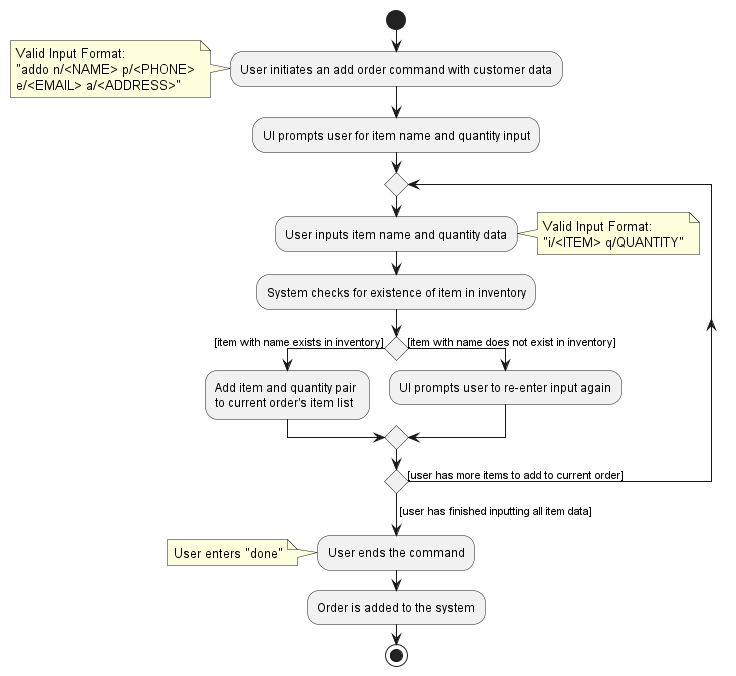 Valid Input Format:
"addo n/<NAME> p/<PHONE>
e/<EMAIL> a/<ADDRESS>"
User initiates an add order command with customer data
UI prompts user for item name and quantity input
User inputs item name and quantity data
Valid Input Format:
"i/<ITEM> q/QUANTITY"
System checks for existence of item in inventory
[item with name exists in inventory]
[item with name does not exist in inventory]
Add item and quantity pair
to current order's item list
UI prompts user to re-enter input again
[user has more items to add to current order]
[user has finished inputting all item data]
User enters "done"
User ends the command
Order is added to the system